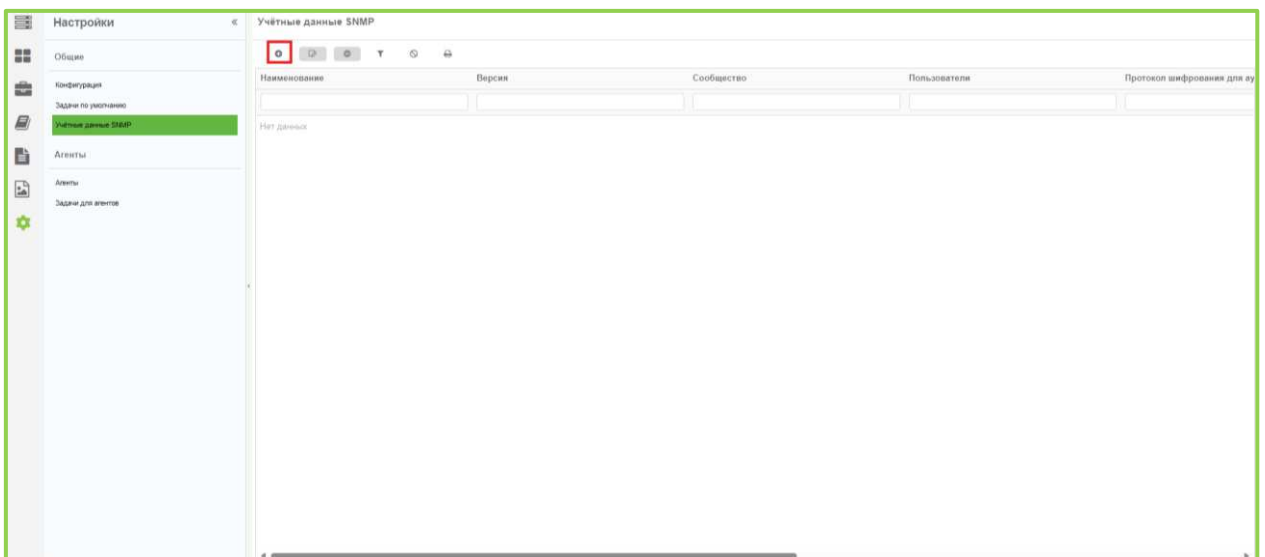 Настройки «
Учётные данные SNMP
Общие
Конфигурация
Задачи по умолчанию
Учётные данные SNMP
Агенты
Агенты
Задачи для агентов
Наименование Версия Сообщество Пользователи Протокол шифрования для ау
Нет данных